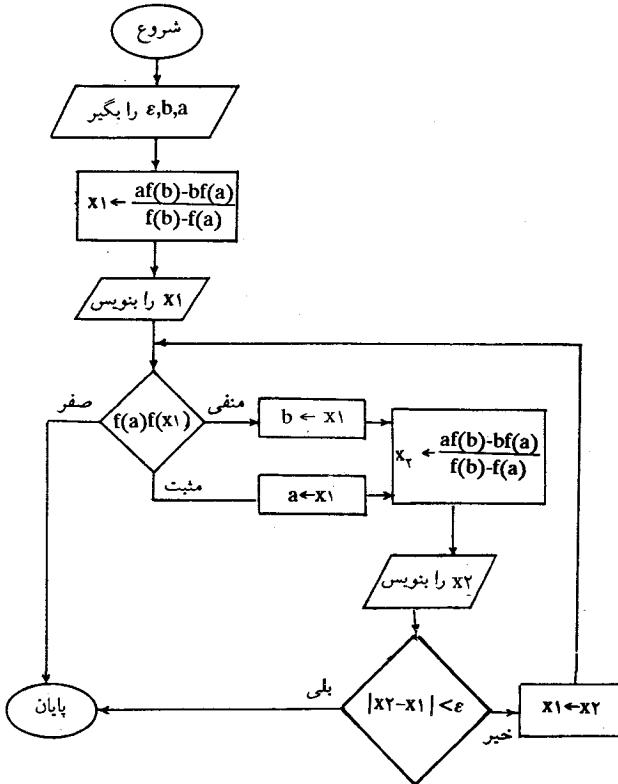 شروع
ε,b,a را بگیر
x۱ ← af(b)-bf(a) / f(b)-f(a)
x۱ را بنویس
صفر
f(a)f(x۱)
منفی
b ← x۱
x۲ ← af(b)-bf(a) / f(b)-f(a)
مثبت
a←x۱
x۲ را بنویس
پایان
بلی
|x۲-x۱| <ε
خیر
x۱←x۲